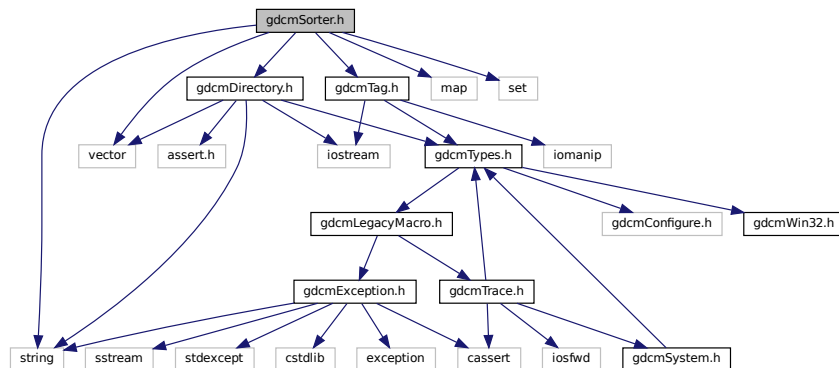 gdcmSorter.h
gdcmDirectory.h
gdcmTag.h
map
set
vector
assert.h
iostream
gdcmTypes.h
iomanip
gdcmLegacyMacro.h
gdcmConfigure.h
gdcmWin32.h
gdcmException.h
gdcmTrace.h
string
sstream
stdexcept
cstdlib
exception
cassert
iosfwd
gdcmSystem.h